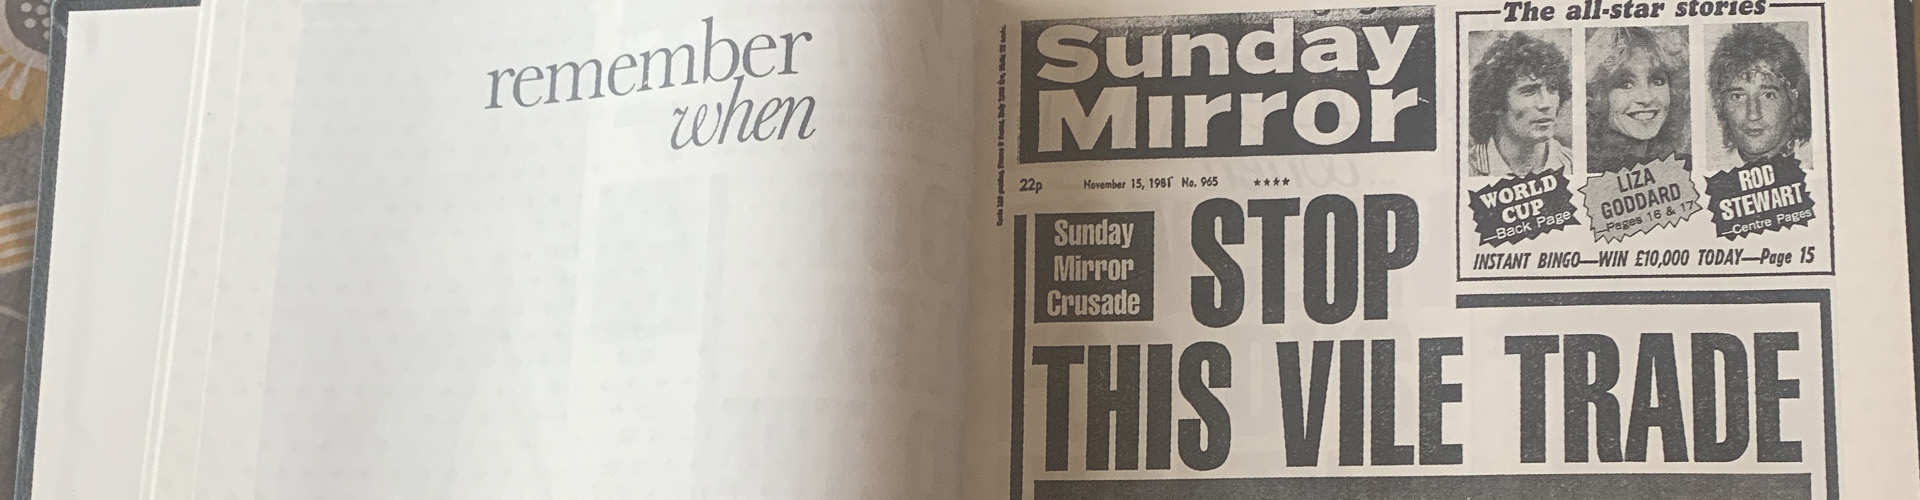 remember
when
Sunday
Mirror
22p November 15, 1981 No. 965 ★★★★
Sunday
Mirror
Crusade
STOP
THIS VILE TRADE
The all-star stories
WORLD
CUP
—Back Page
LIZA
GODDARD
—Pages 16 & 17
ROD
STEWART
—Centre Pages
INSTANT BINGO—WIN £10,000 TODAY—Page 15